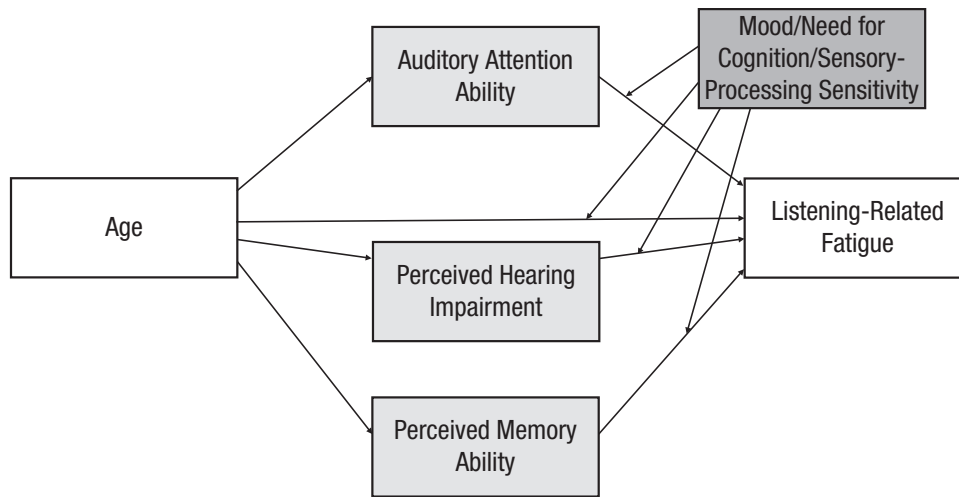 Auditory Attention
Ability
Mood/Need for
Cognition/Sensory-
Processing Sensitivity
Age
Listening-Related
Fatigue
Perceived Hearing
Impairment
Perceived Memory
Ability